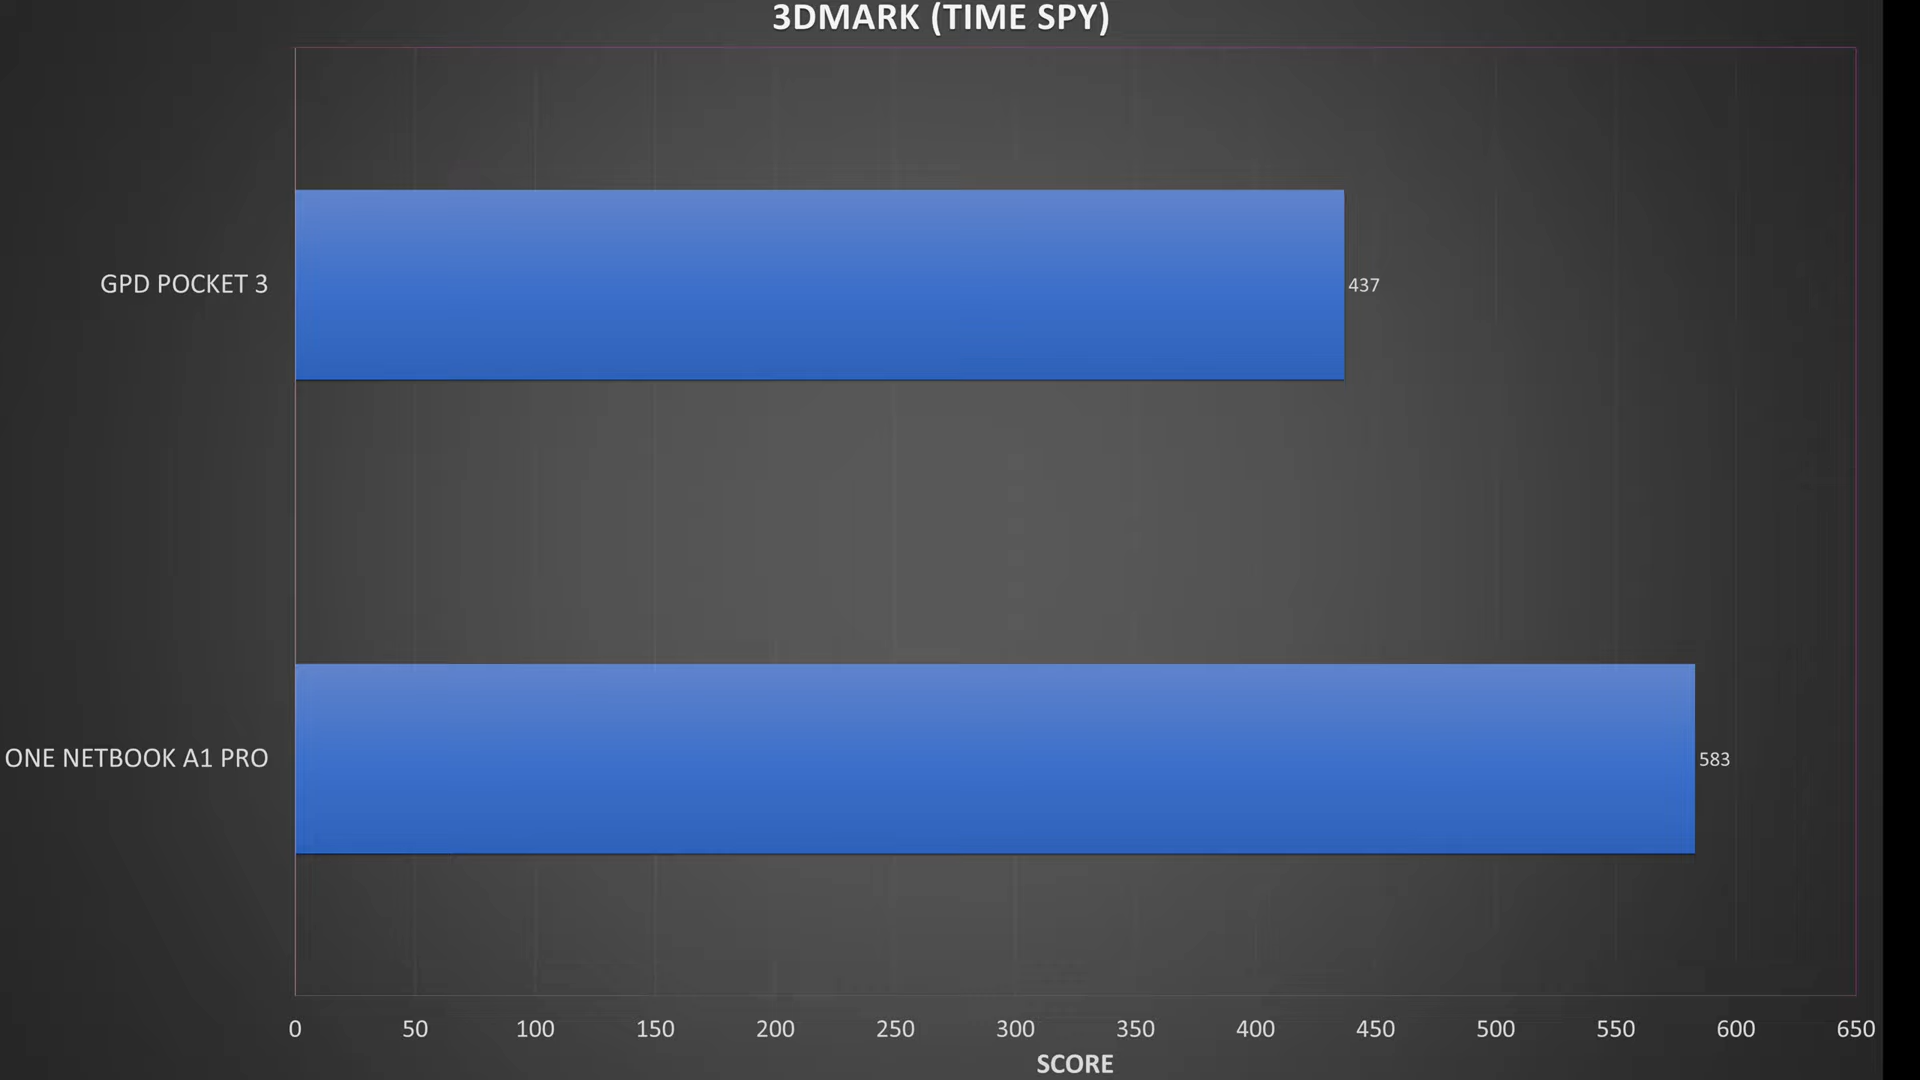 3DMARK (TIME SPY)
GPD POCKET 3
437
ONE NETBOOK A1 PRO
583
0 50 100 150 200 250 300 350 400 450 500 550 600 650
SCORE